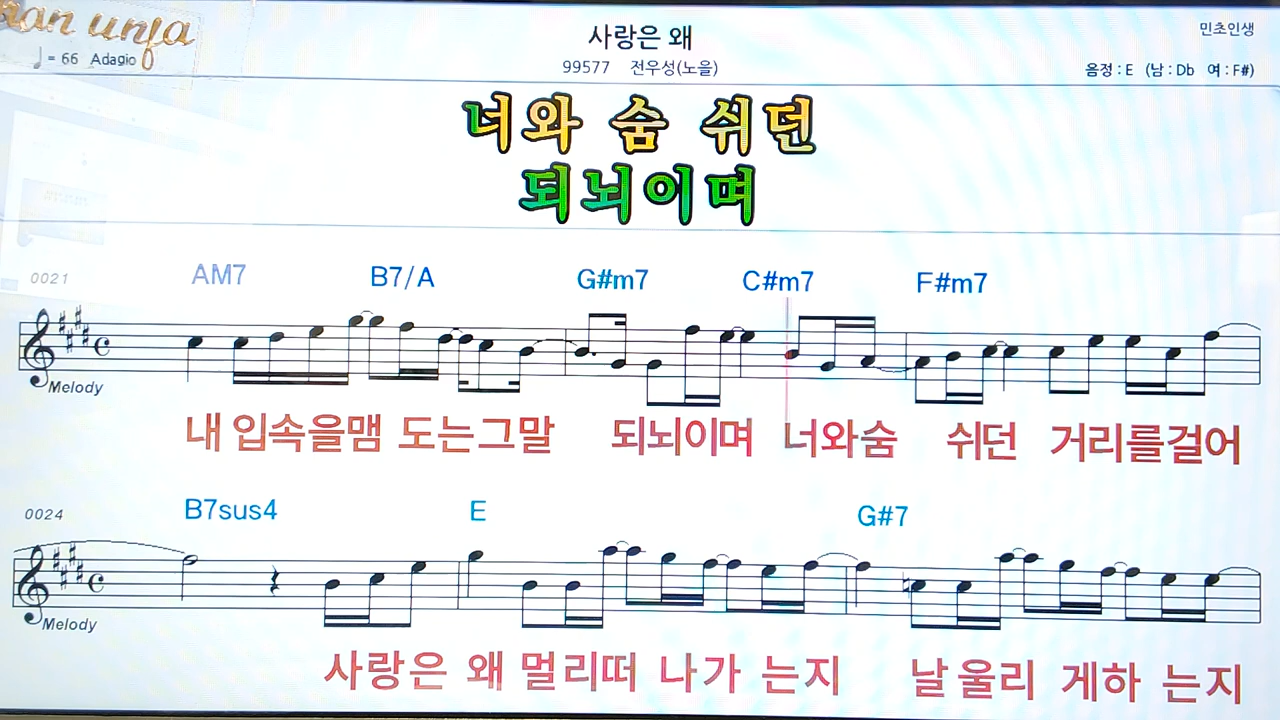 ♩ = 66 Adagio
사랑은 왜
민초인생
99577 전우성(노을)
음정 : E (남 : Db 여 : F#)
너와 숨 쉬던
되뇌이며
0021 AM7 B7/A G#m7 C#m7 F#m7
Melody
내 입속을맴 도는그말 되뇌이며 너와숨 쉬던 거리를걸어
0024 B7sus4 E G#7
Melody
사랑은 왜 멀리떠 나가 는지 날 울리 게하 는지